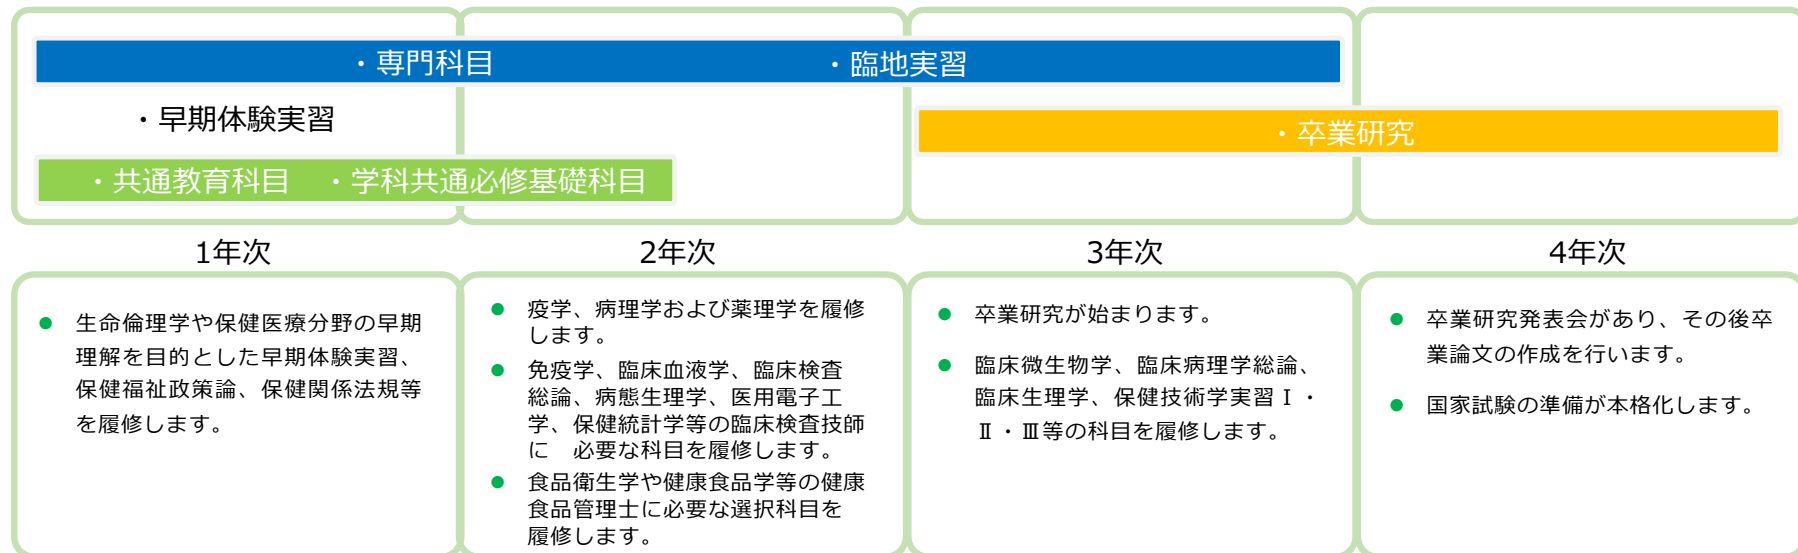 ・専門科目
・臨地実習
・早期体験実習
・卒業研究
・共通教育科目　・学科共通必修基礎科目
1年次
2年次
3年次
4年次
● 生命倫理学や保健医療分野の早期
理解を目的とした早期体験実習、
保健福祉政策論、保健関係法規等
を履修します。
● 疫学、病理学および薬理学を履修
します。
● 免疫学、臨床血液学、臨床検査
総論、病態生理学、医用電子工
学、保健統計学等の臨床検査技師
に　必要な科目を履修します。
● 食品衛生学や健康食品学等の健康
食品管理士に必要な選択科目を
履修します。
● 卒業研究が始まります。
● 臨床微生物学、臨床病理学総論、
臨床生理学、保健技術学実習Ⅰ・
Ⅱ・Ⅲ等の科目を履修します。
● 卒業研究発表会があり、その後卒
業論文の作成を行います。
● 国家試験の準備が本格化します。